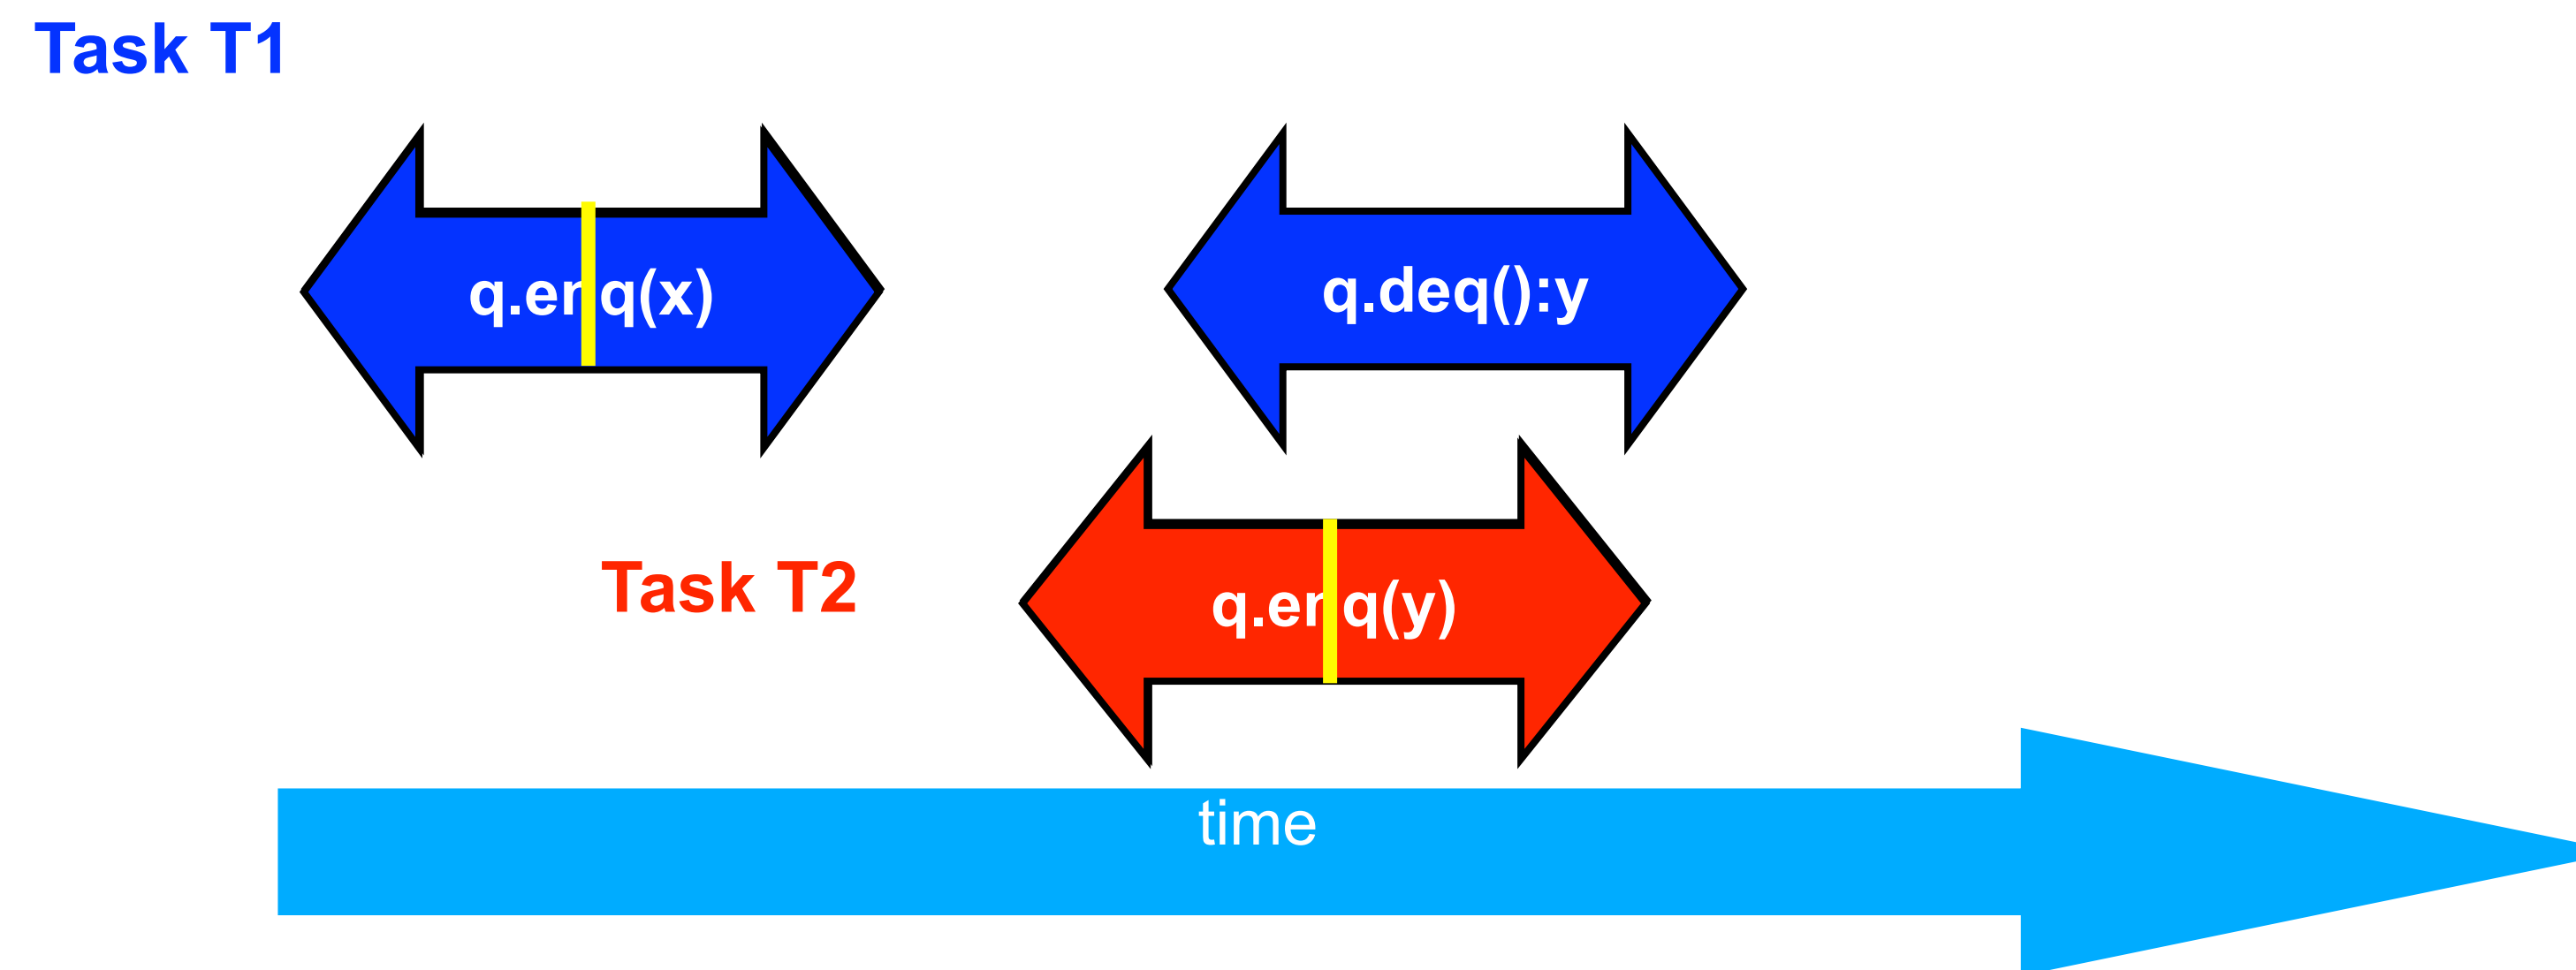 Task T1
q.enq(x)
q.deq():y
Task T2
q.enq(y)
time